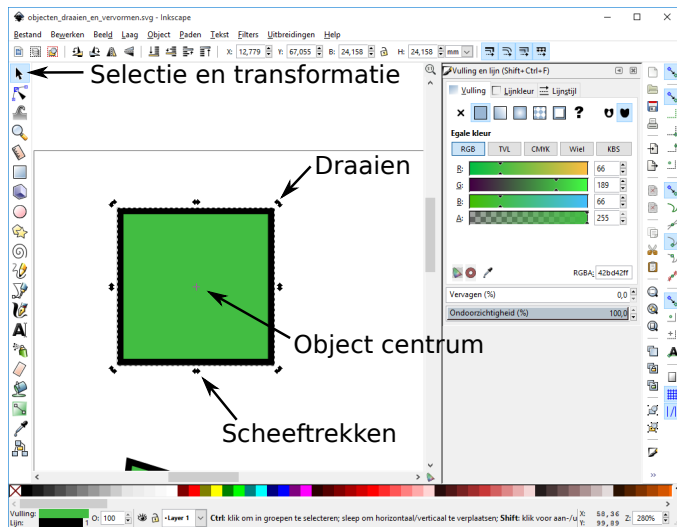 objecten_draaien_en_vervormen.svg - Inkscape
Bestand Bewerken Beeld Laag Object Paden Tekst Filters Uitbreidingen Help
X: 12,779 Y: 67,055 B: 24,158 H: 24,158 mm
Selectie en transformatie
Vulling en lijn (Shift+Ctrl+F)
Vulling Lijnkleur Lijnstijl
?
Egale kleur
RGB TVL CMYK Wiel KBS
R: 66
G: 189
B: 66
A: 255
RGBA: 42bd42ff
Vervagen (%) 0,0
Ondoorzichtigheid (%) 100,0
Draaien
Object centrum
Scheeftrekken
Vulling:
Lijn: 1 O: 100 Layer 1 Ctrl: klik om in groepen te selecteren; sleep om horizontaal/verticaal te verplaatsen; Shift: klik voor aan-/u
X: 58,36
Y: 99,89
Z: 280%